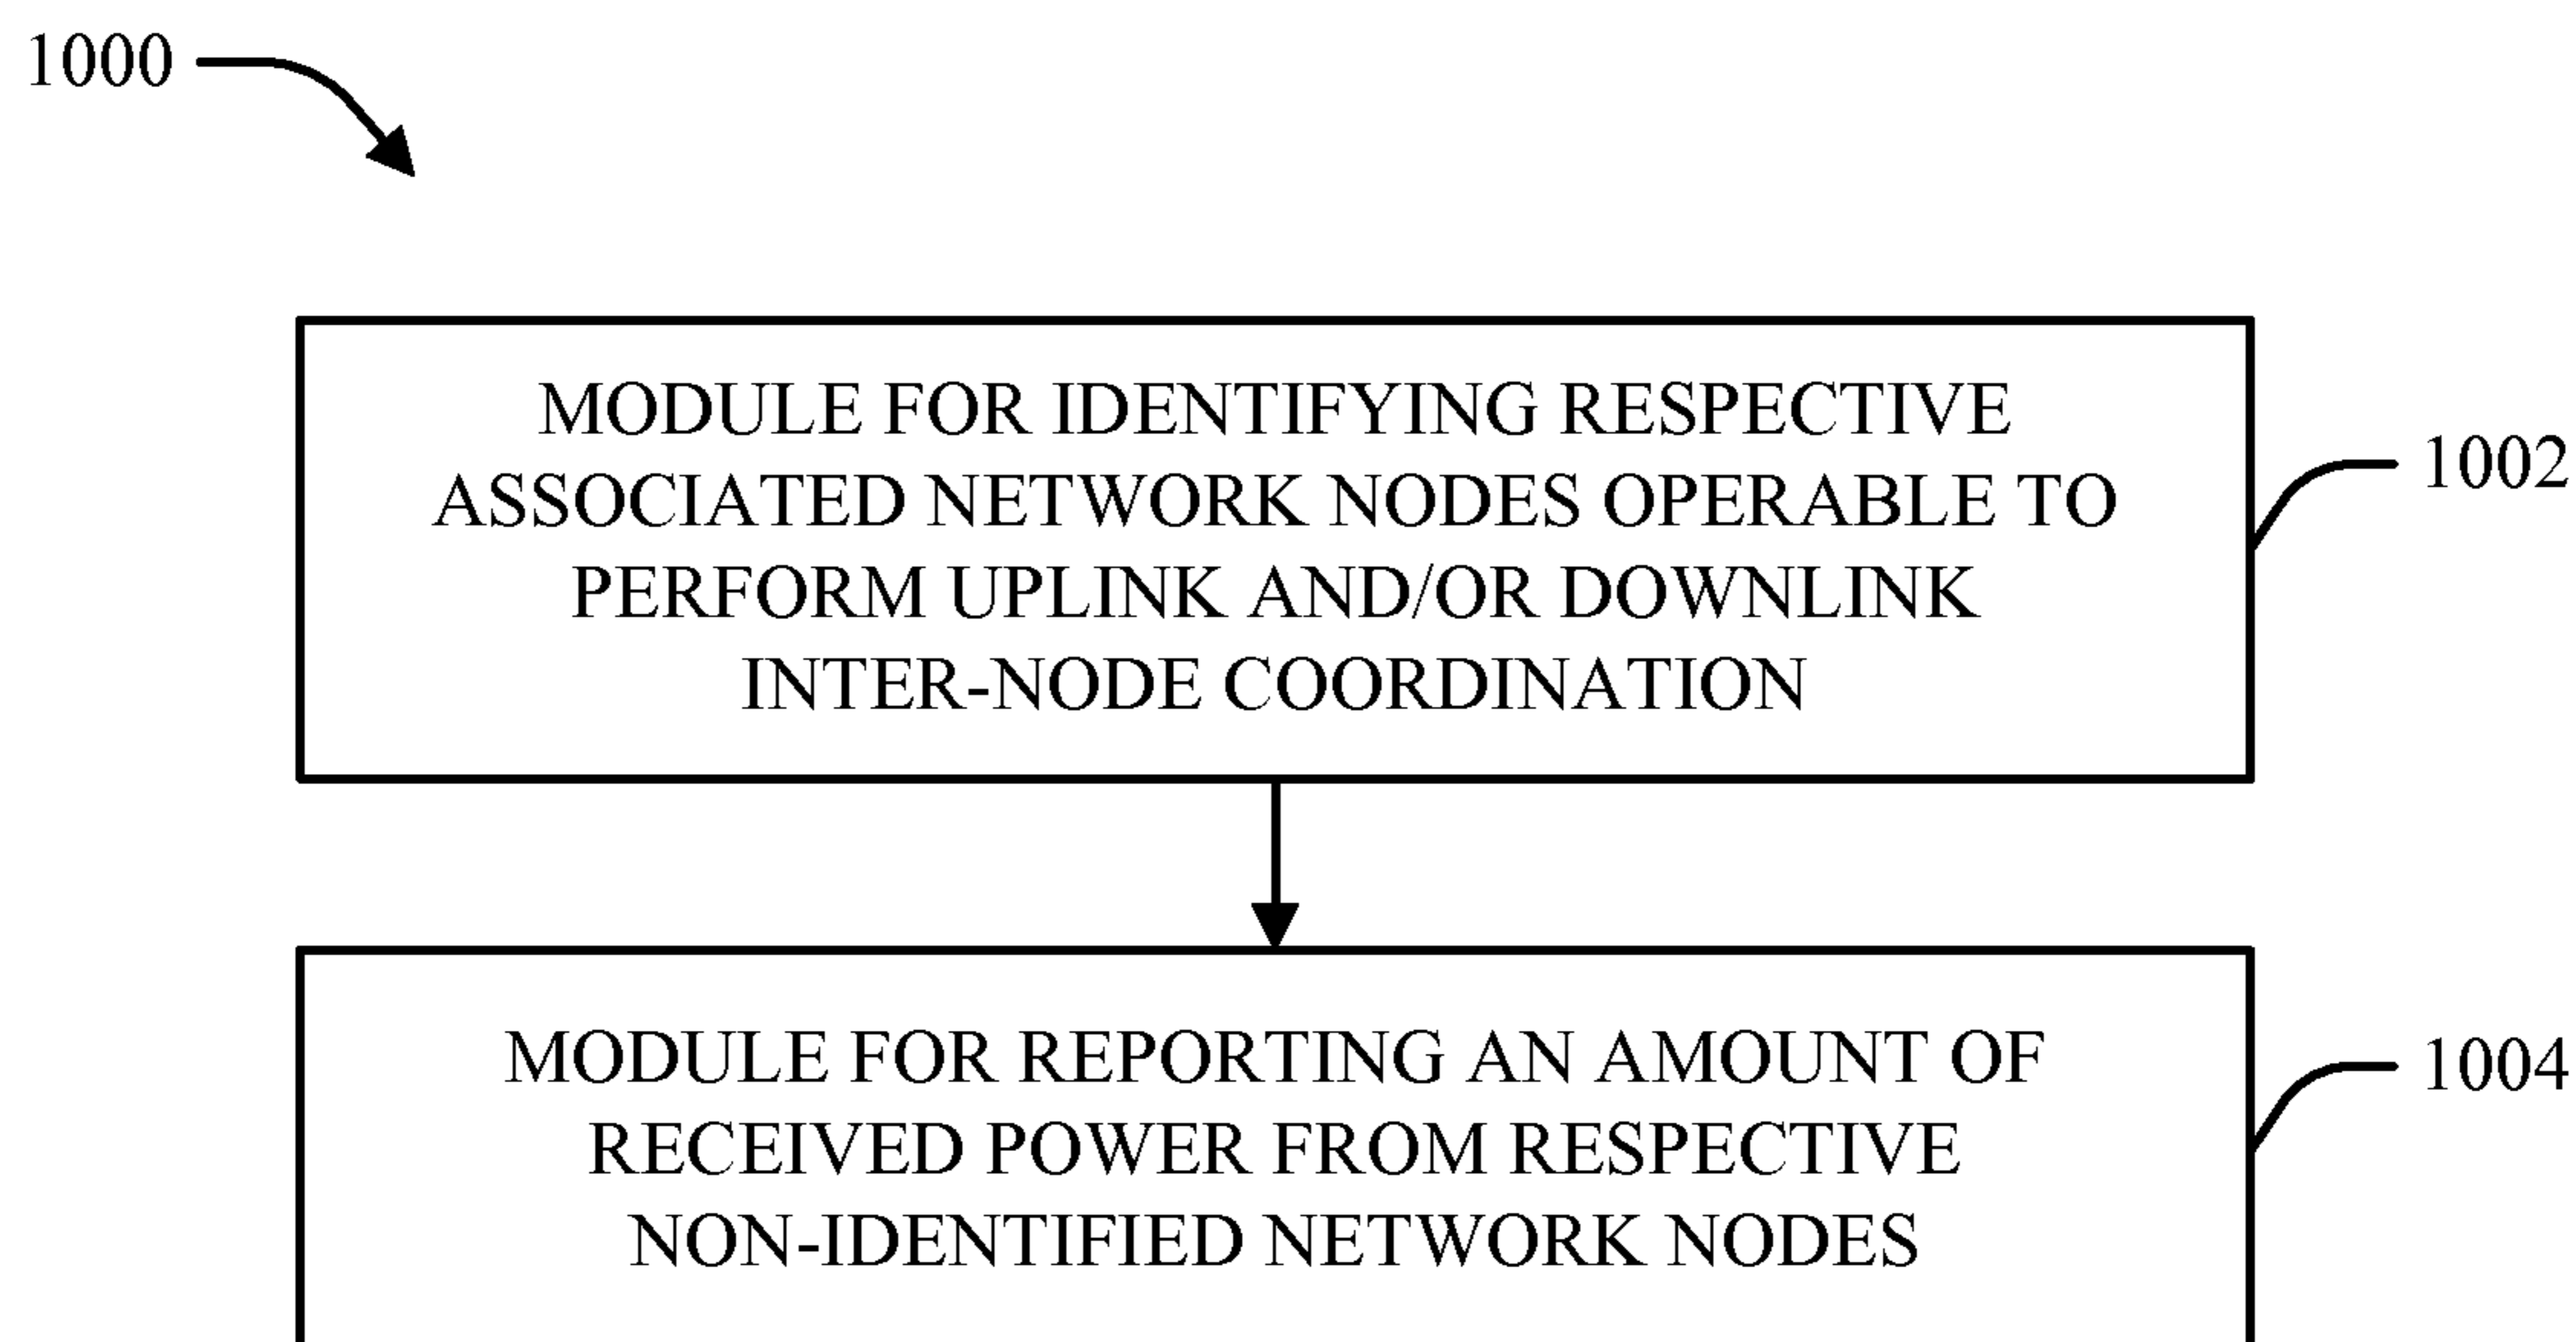 1000
MODULE FOR IDENTIFYING RESPECTIVE
ASSOCIATED NETWORK NODES OPERABLE TO
PERFORM UPLINK AND/OR DOWNLINK
INTER-NODE COORDINATION
1002
MODULE FOR REPORTING AN AMOUNT OF
RECEIVED POWER FROM RESPECTIVE
NON-IDENTIFIED NETWORK NODES
1004